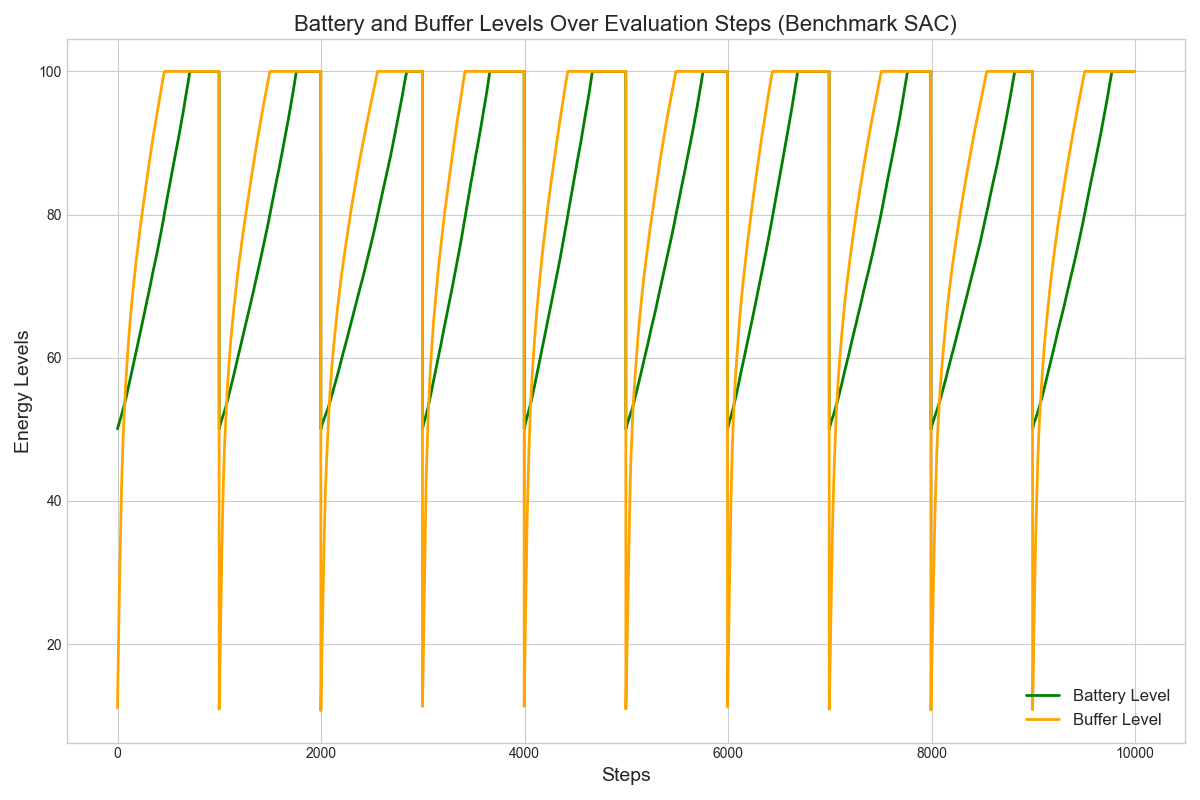 Battery and Buffer Levels Over Evaluation Steps (Benchmark SAC)
Energy Levels
100
80
60
40
20
0
2000
4000
6000
8000
10000
Steps
Battery Level
Buffer Level